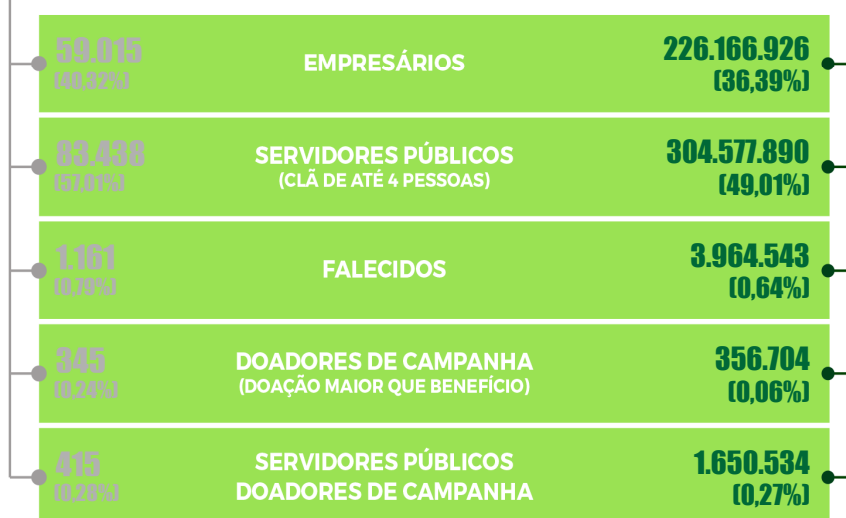 59.015
(40,32%)
EMPRESÁRIOS
226.166.926
(36,39%)
83.438
(57,01%)
SERVIDORES PÚBLICOS
(CLÃ DE ATÉ 4 PESSOAS)
304.577.890
(49,01%)
1.161
(0,79%)
FALECIDOS
3.964.543
(0,64%)
345
(0,24%)
DOADORES DE CAMPANHA
(DOAÇÃO MAIOR QUE BENEFÍCIO)
356.704
(0,06%)
415
(0,28%)
SERVIDORES PÚBLICOS
DOADORES DE CAMPANHA
1.650.534
(0,27%)